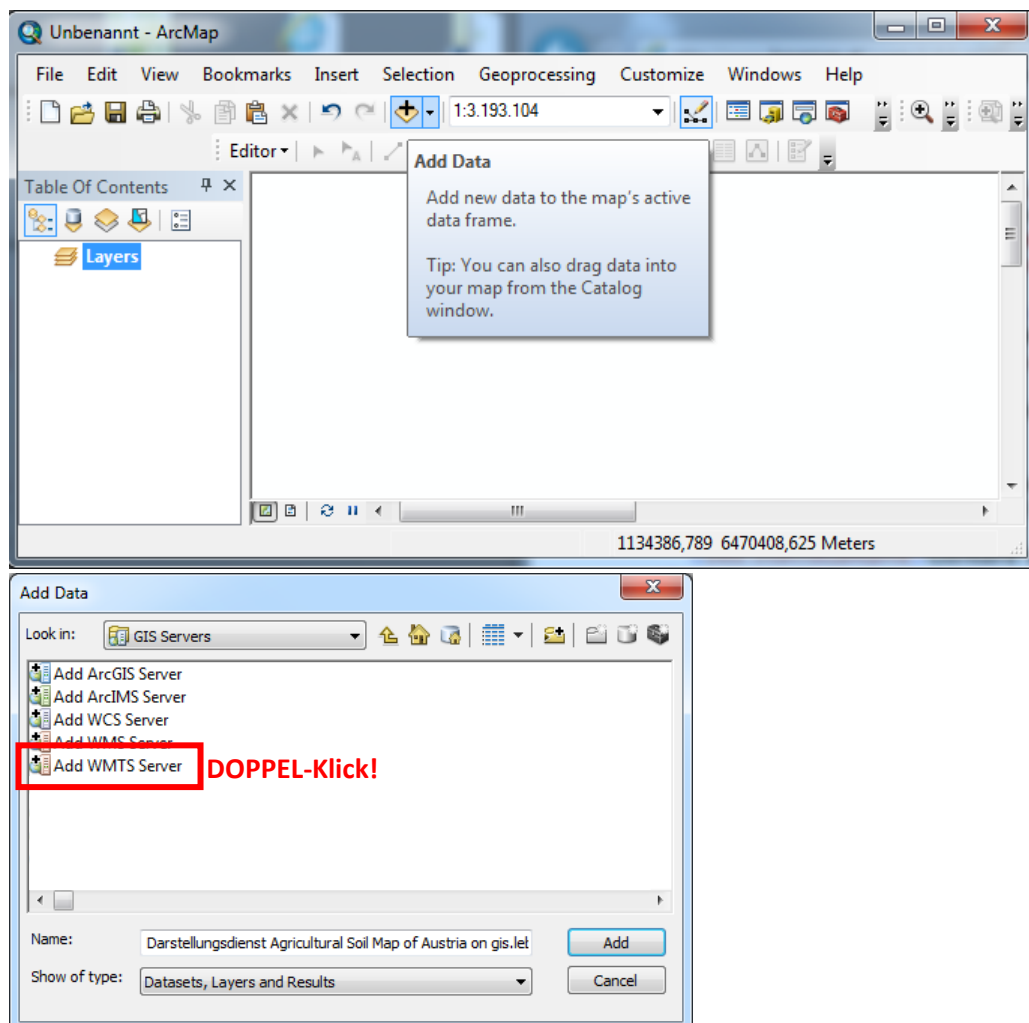 Unbenannt - ArcMap
File Edit View Bookmarks Insert Selection Geoprocessing Customize Windows Help
1:3.193.104
Editor
Add Data
Add new data to the map's active
data frame.
Tip: You can also drag data into
your map from the Catalog
window.
Table Of Contents
Layers
1134386,789 6470408,625 Meters
Add Data
Look in: GIS Servers
Add ArcGIS Server
Add ArcIMS Server
Add WCS Server
Add WMS Server
Add WMTS Server DOPPEL-Klick!
Name: Darstellungsdienst Agricultural Soil Map of Austria on gis.let Add
Show of type: Datasets, Layers and Results Cancel